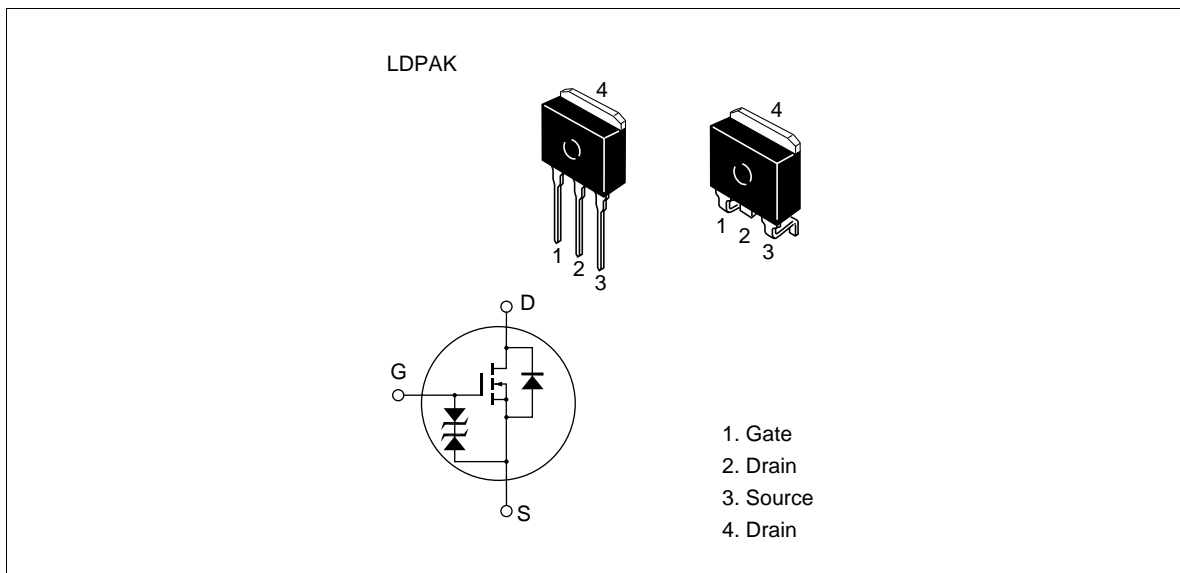 LDPAK
4
4
1
2
3
1
2
3
D
G
S
1. Gate
2. Drain
3. Source
4. Drain